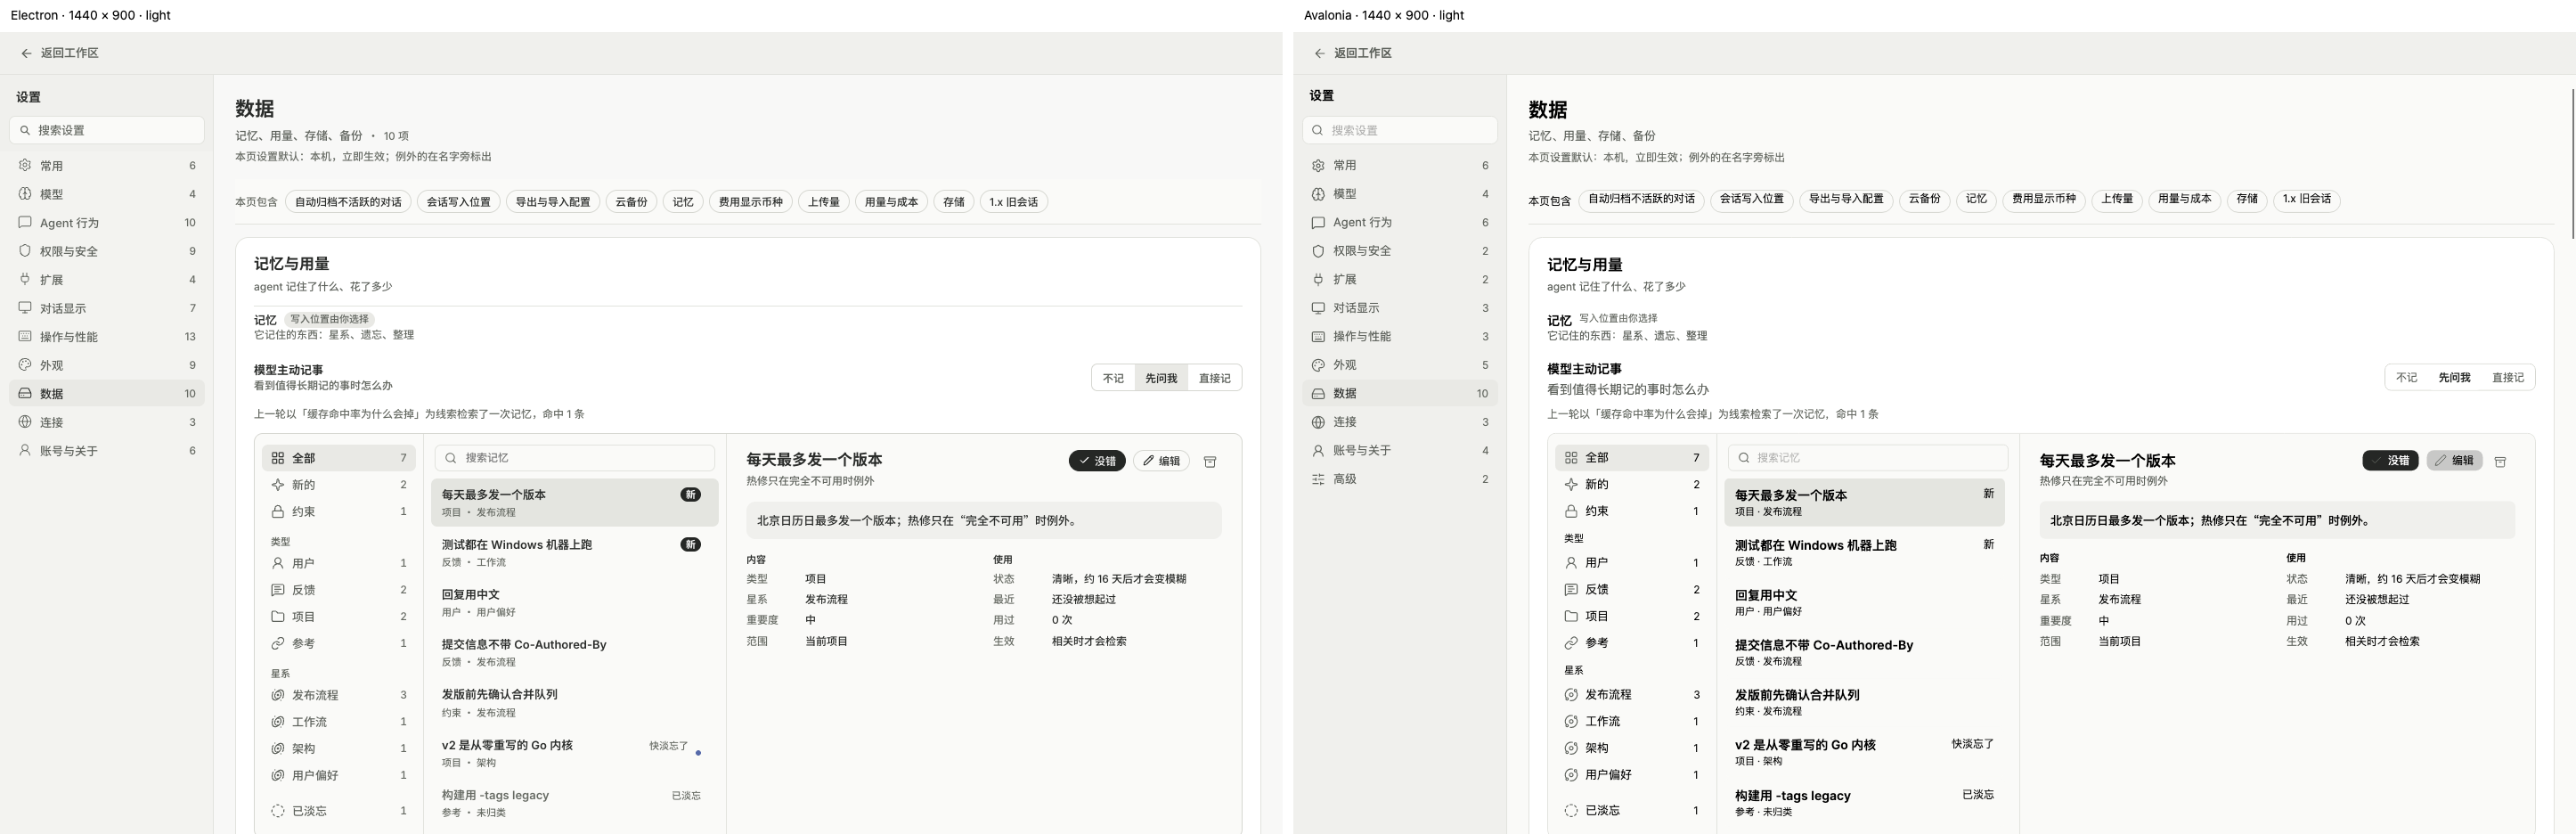 Electron · 1440 × 900 · light
返回工作区
设置
搜索设置
常用 6
模型 4
Agent 行为 10
权限与安全 9
扩展 4
对话显示 7
操作与性能 13
外观 9
数据 10
连接 3
账号与关于 6
数据
记忆、用量、存储、备份 · 10 项
本页设置默认：本机，立即生效；例外的在名字旁标出
本页包含 自动归档不活跃的对话 会话写入位置 导出与导入配置 云备份 记忆 费用显示币种 上传量 用量与成本 存储 1.x 旧会话
记忆与用量
agent 记住了什么、花了多少
记忆 写入位置由你选择
它记住的东西：星系、遗忘、整理
模型主动记事
看到值得长期记的事时怎么办
不记 先问我 直接记
上一轮以「缓存命中率为什么会掉」为线索检索了一次记忆，命中 1 条
全部 7
新的 2
约束 1
类型
用户 1
反馈 2
项目 2
参考 1
星系
发布流程 3
工作流 1
架构 1
用户偏好 1
已淡忘 1
搜索记忆
每天最多发一个版本 新
项目 · 发布流程
测试都在 Windows 机器上跑 新
反馈 · 工作流
回复用中文
用户 · 用户偏好
提交信息不带 Co-Authored-By
反馈 · 发布流程
发版前先确认合并队列
约束 · 发布流程
v2 是从零重写的 Go 内核 快淡忘了
项目 · 架构
构建用 -tags legacy 已淡忘
参考 · 未归类
每天最多发一个版本
没错 编辑
热修只在完全不可用时例外
北京日历日最多发一个版本；热修只在“完全不可用”时例外。
内容
类型 项目
星系 发布流程
重要度 中
范围 当前项目
使用
状态 清晰，约 16 天后才会变模糊
最近 还没被想起过
用过 0 次
生效 相关时才会检索
Avalonia · 1440 × 900 · light
返回工作区
设置
搜索设置
常用 6
模型 4
Agent 行为 6
权限与安全 2
扩展 2
对话显示 3
操作与性能 3
外观 5
数据 10
连接 3
账号与关于 4
高级 2
数据
记忆、用量、存储、备份
本页设置默认：本机，立即生效；例外的在名字旁标出
本页包含 自动归档不活跃的对话 会话写入位置 导出与导入配置 云备份 记忆 费用显示币种 上传量 用量与成本 存储 1.x 旧会话
记忆与用量
agent 记住了什么、花了多少
记忆 写入位置由你选择
它记住的东西：星系、遗忘、整理
模型主动记事
看到值得长期记的事时怎么办
不记 先问我 直接记
上一轮以「缓存命中率为什么会掉」为线索检索了一次记忆，命中 1 条
全部 7
新的 2
约束 1
类型
用户 1
反馈 2
项目 2
参考 1
星系
发布流程 3
工作流 1
架构 1
用户偏好 1
已淡忘 1
搜索记忆
每天最多发一个版本 新
项目 · 发布流程
测试都在 Windows 机器上跑 新
反馈 · 工作流
回复用中文
用户 · 用户偏好
提交信息不带 Co-Authored-By
反馈 · 发布流程
发版前先确认合并队列
约束 · 发布流程
v2 是从零重写的 Go 内核 快淡忘了
项目 · 架构
构建用 -tags legacy 已淡忘
参考 · 未归类
每天最多发一个版本
没错 编辑
热修只在完全不可用时例外
北京日历日最多发一个版本；热修只在“完全不可用”时例外。
内容
类型 项目
星系 发布流程
重要度 中
范围 当前项目
使用
状态 清晰，约 16 天后才会变模糊
最近 还没被想起过
用过 0 次
生效 相关时才会检索